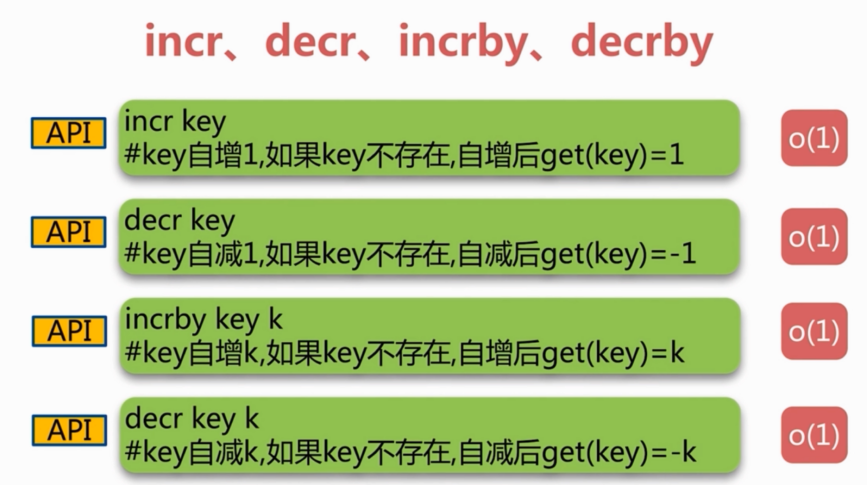 incr、decr、incrby、decrby
API
incr key
#key自增1,如果key不存在,自增后get(key)=1
o(1)
API
decr key
#key自减1,如果key不存在,自减后get(key)=-1
o(1)
API
incrby key k
#key自增k,如果key不存在,自增后get(key)=k
o(1)
API
decr key k
#key自减k,如果key不存在,自减后get(key)=-k
o(1)